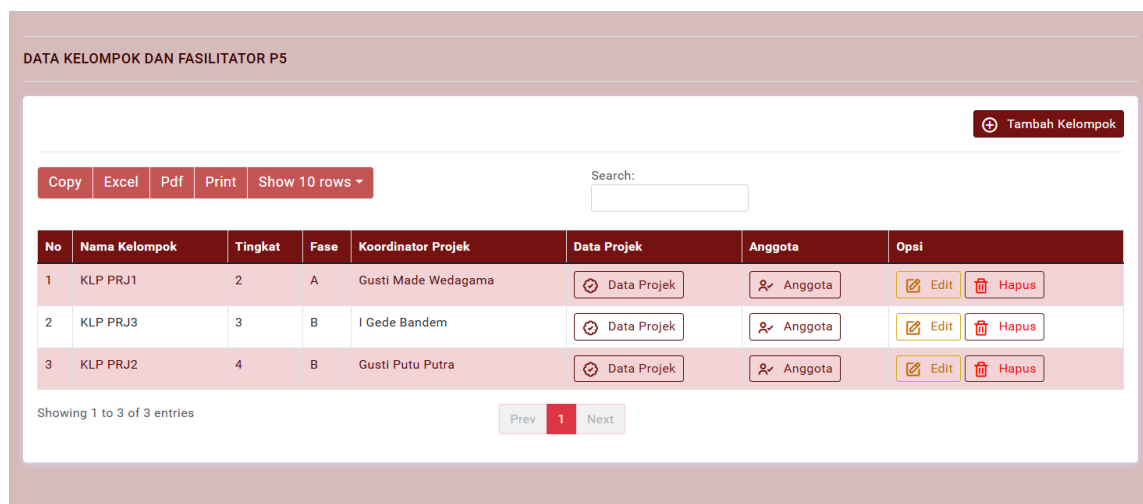 DATA KELOMPOK DAN FASILITATOR P5
Tambah Kelompok
Copy Excel Pdf Print Show 10 rows
Search:
No Nama Kelompok Tingkat Fase Koordinator Projek Data Projek Anggota Opsi
1 KLP PRJ1 2 A Gusti Made Wedagama Data Projek Anggota Edit Hapus
2 KLP PRJ3 3 B I Gede Bandem Data Projek Anggota Edit Hapus
3 KLP PRJ2 4 B Gusti Putu Putra Data Projek Anggota Edit Hapus
Showing 1 to 3 of 3 entries
Prev 1 Next